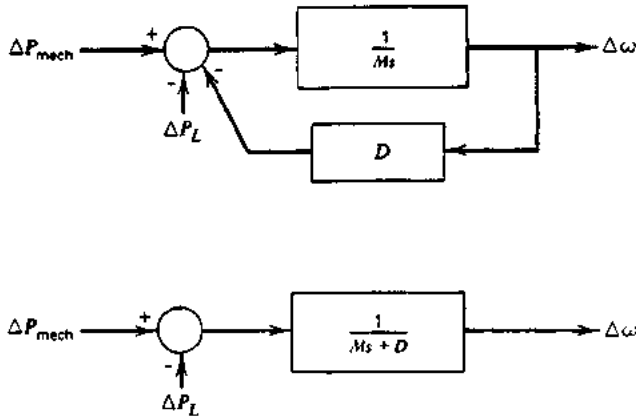 ΔP_mech + 1/Ms Δω
- -
ΔP_L
D
ΔP_mech + 1/(Ms + D) Δω
-
ΔP_L